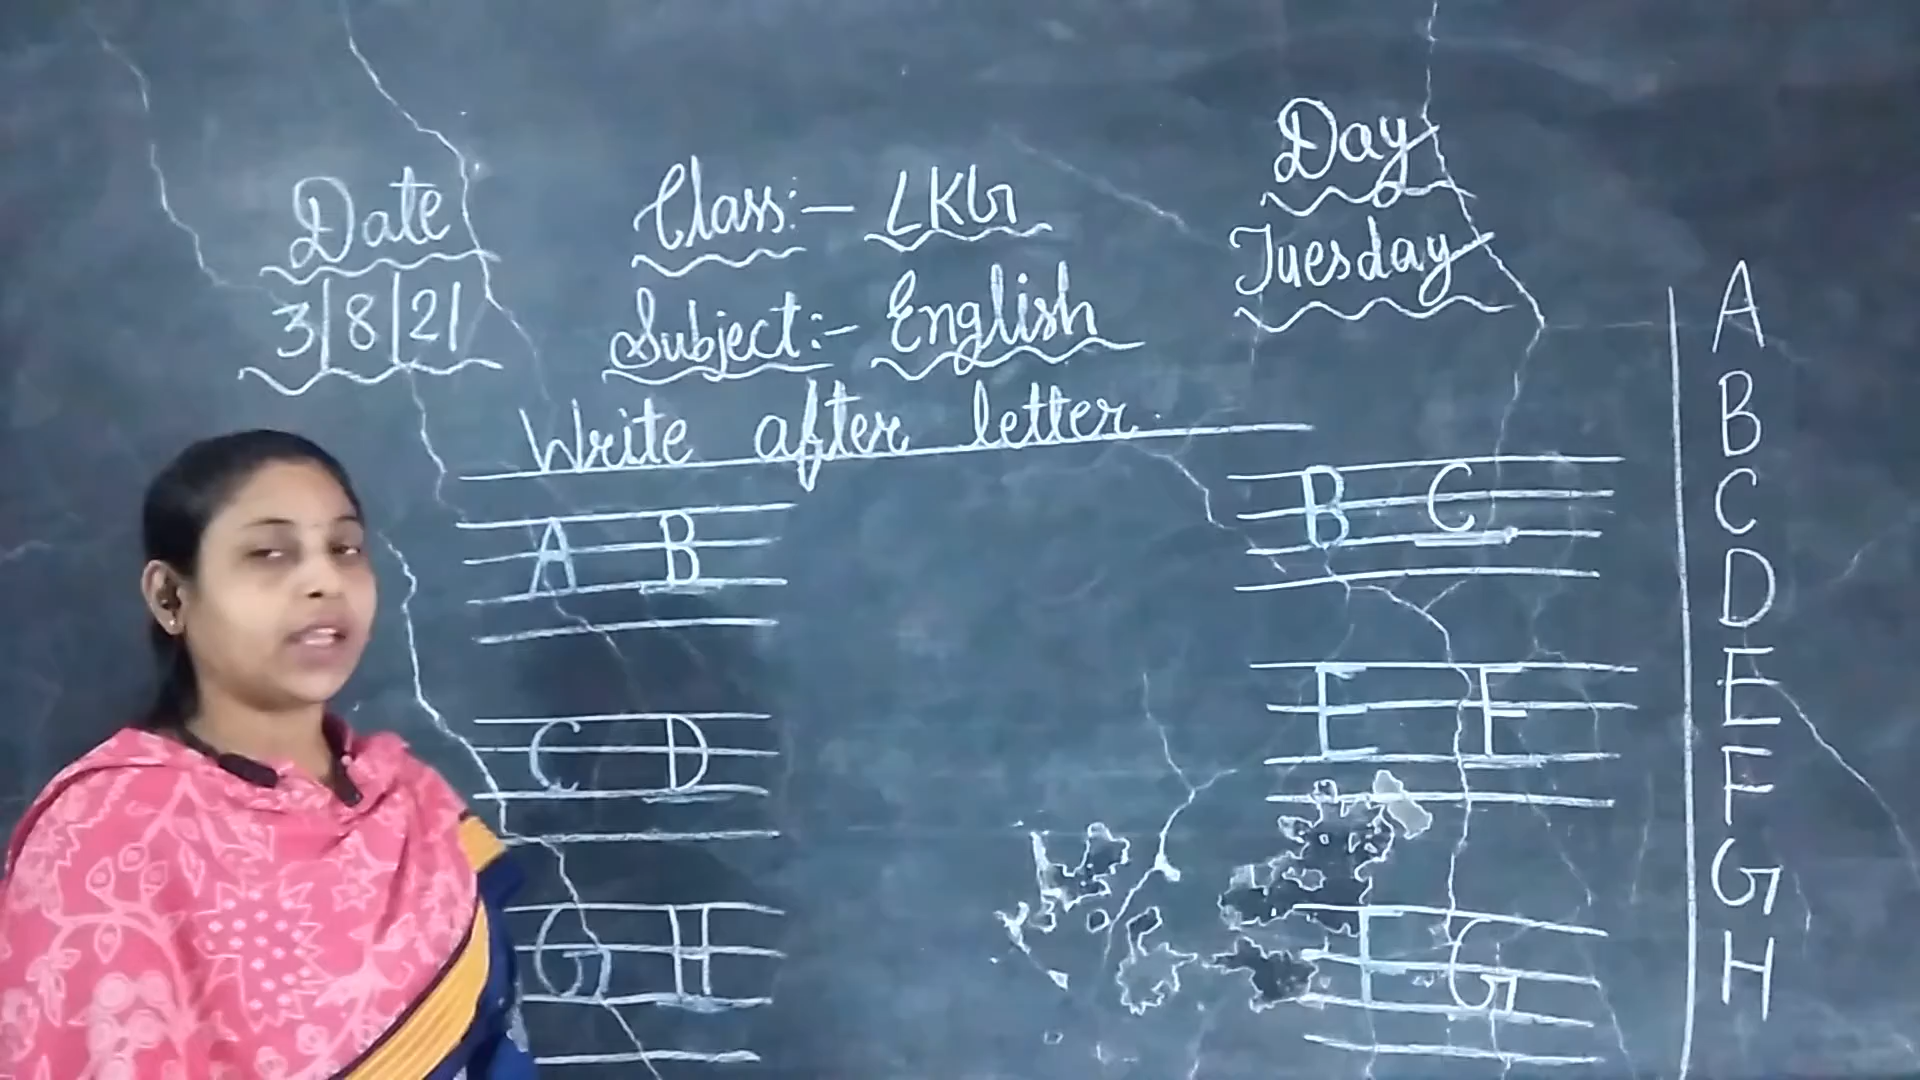 Date
3/8/21
Class:- LKG
Subject:- English
Day
Tuesday
Write after letter.
A B
B C
C D
E F
G H
F G
A
B
C
D
E
F
G
H